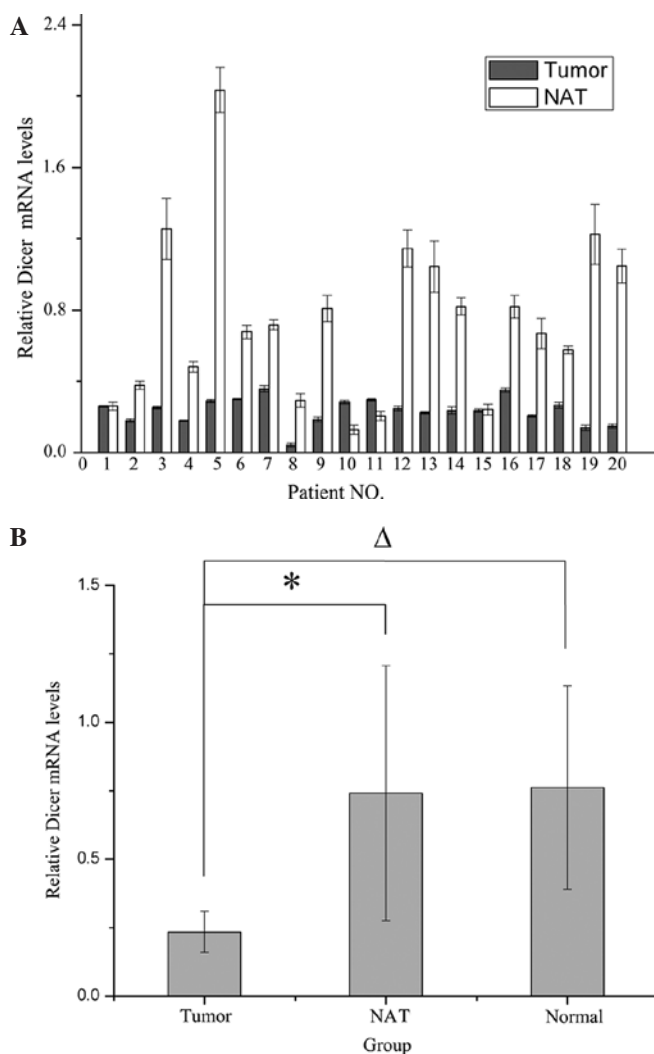 A
2.4
1.6
0.8
0.0
Relative Dicer mRNA levels
Tumor
NAT
0 1 2 3 4 5 6 7 8 9 10 11 12 13 14 15 16 17 18 19 20
Patient NO.
B
Δ
*
1.5
1.0
0.5
0.0
Relative Dicer mRNA levels
Tumor NAT Normal
Group